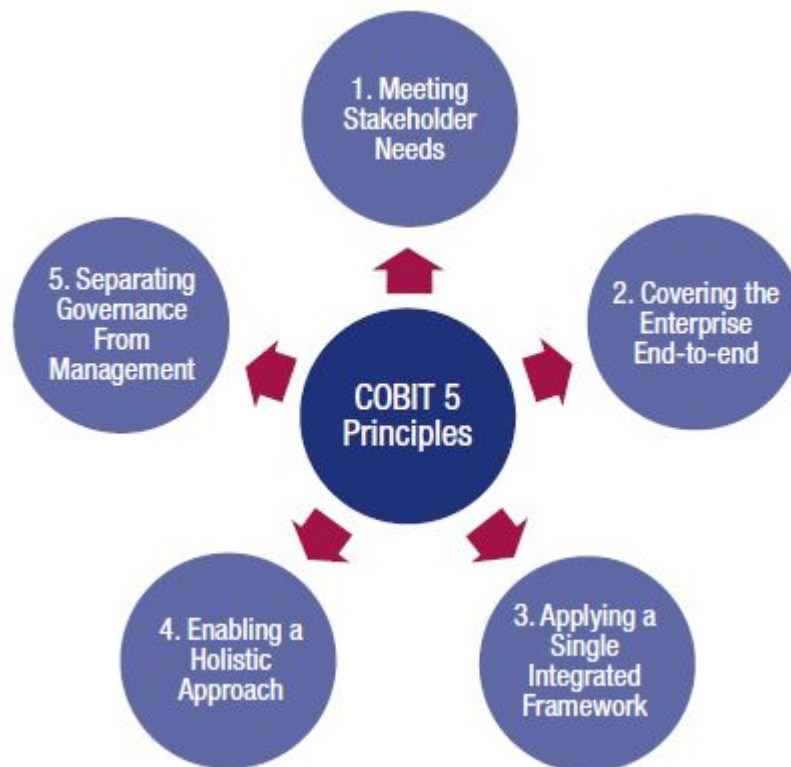 1. Meeting
Stakeholder
Needs
2. Covering the
Enterprise
End-to-end
3. Applying a
Single
Integrated
Framework
4. Enabling a
Holistic
Approach
5. Separating
Governance
From
Management
COBIT 5
Principles